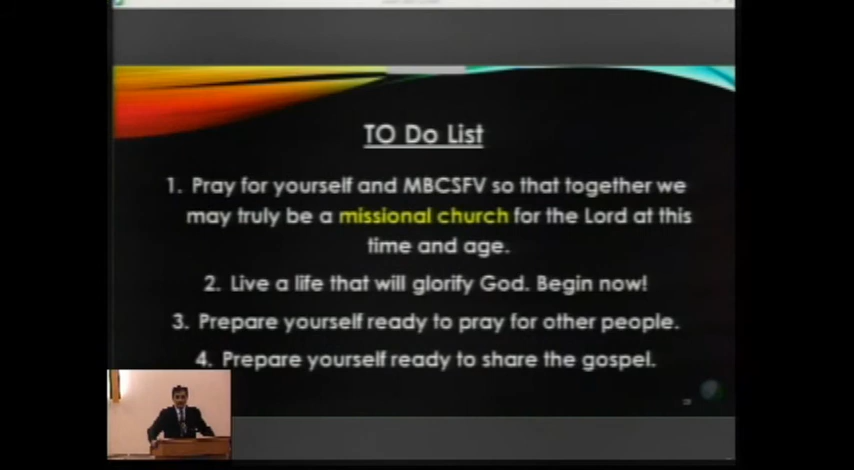 TO Do List
1. Pray for yourself and MBCSFV so that together we
may truly be a missional church for the Lord at this
time and age.
2. Live a life that will glorify God. Begin now!
3. Prepare yourself ready to pray for other people.
4. Prepare yourself ready to share the gospel.